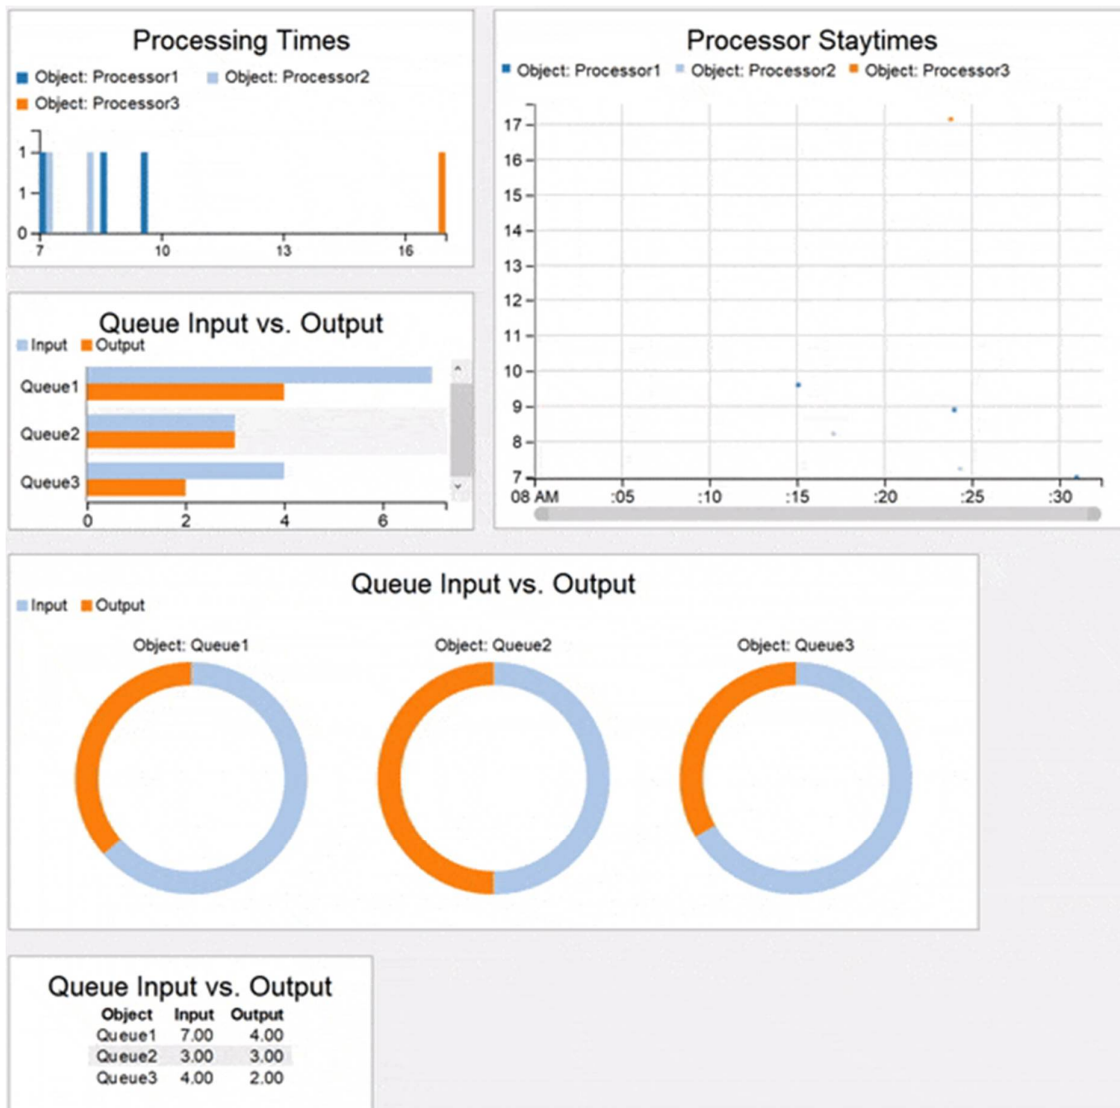 Processing Times
Object: Processor1 Object: Processor2
Object: Processor3
1
1
0
7 10 13 16
Processor Staytimes
Object: Processor1 Object: Processor2 Object: Processor3
17
16
15
14
13
12
11
10
9
8
7
08 AM :05 :10 :15 :20 :25 :30
Queue Input vs. Output
Input Output
Queue1
Queue2
Queue3
0 2 4 6
Queue Input vs. Output
Input Output
Object: Queue1 Object: Queue2 Object: Queue3
Queue Input vs. Output
Object Input Output
Queue1 7.00 4.00
Queue2 3.00 3.00
Queue3 4.00 2.00